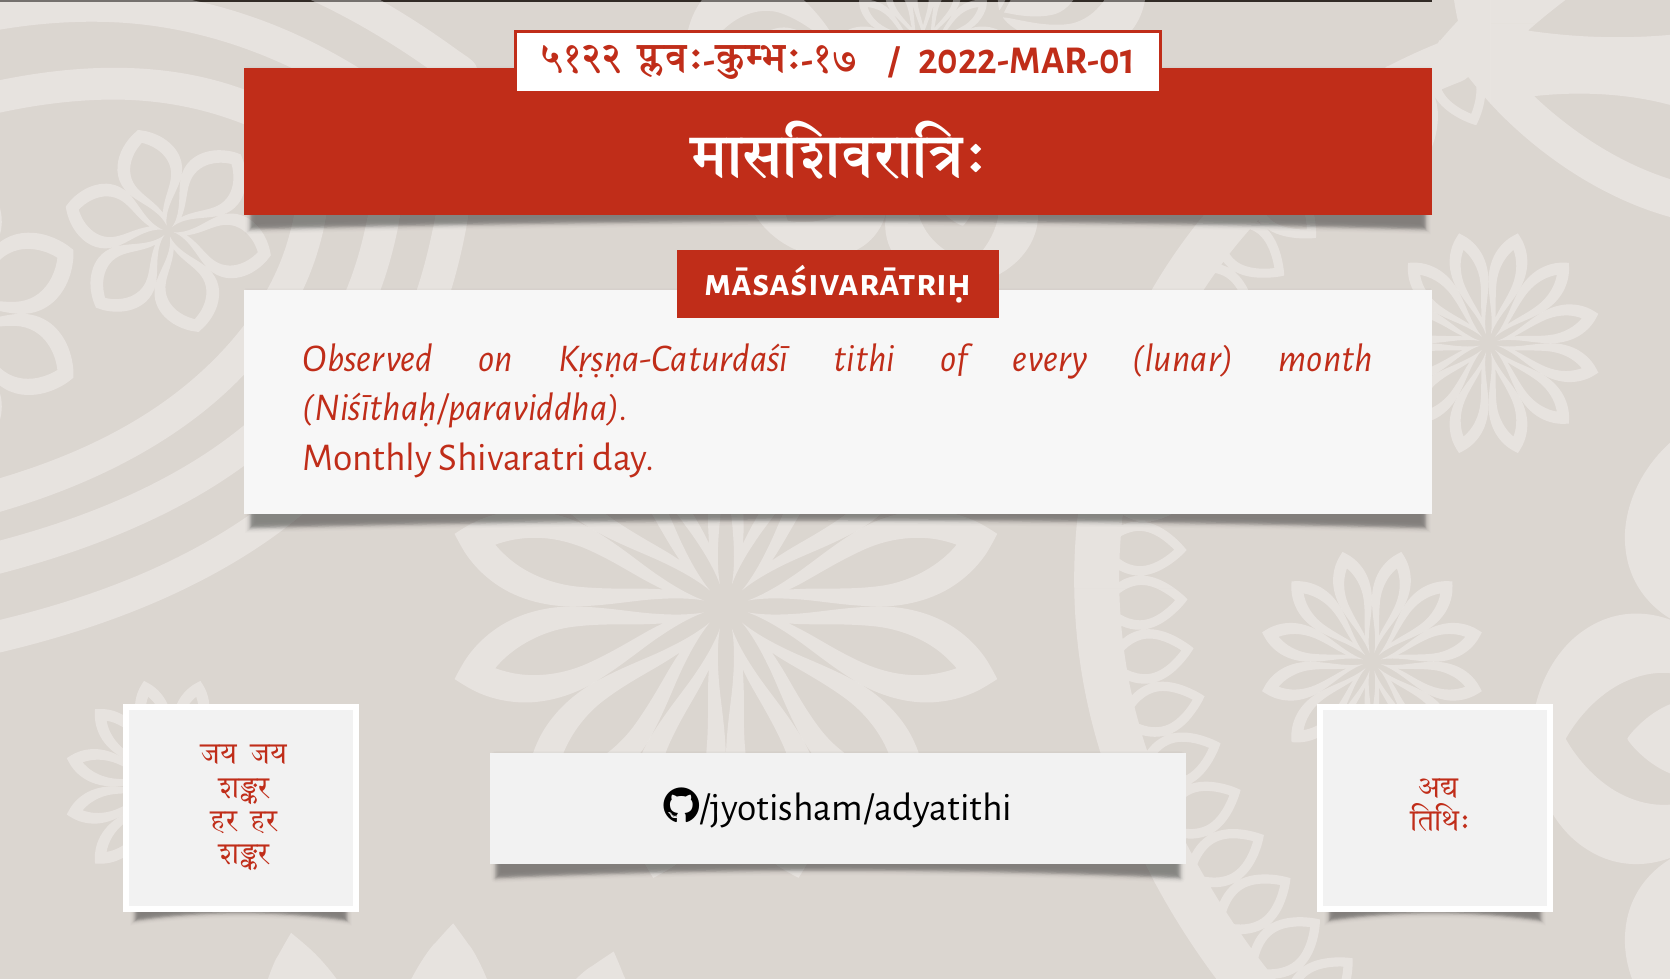 ५१२२ प्लवः-कुम्भः-१७ / 2022-MAR-01
मासशिवरात्रिः
MĀSAŚIVARĀTRIḤ
Observed on Kṛṣṇa-Caturdaśī tithi of every (lunar) month
(Niśīthaḥ/paraviddha).
Monthly Shivaratri day.
जय जय
शङ्कर
हर हर
शङ्कर
/jyotisham/adyatithi
अद्य
तिथिः